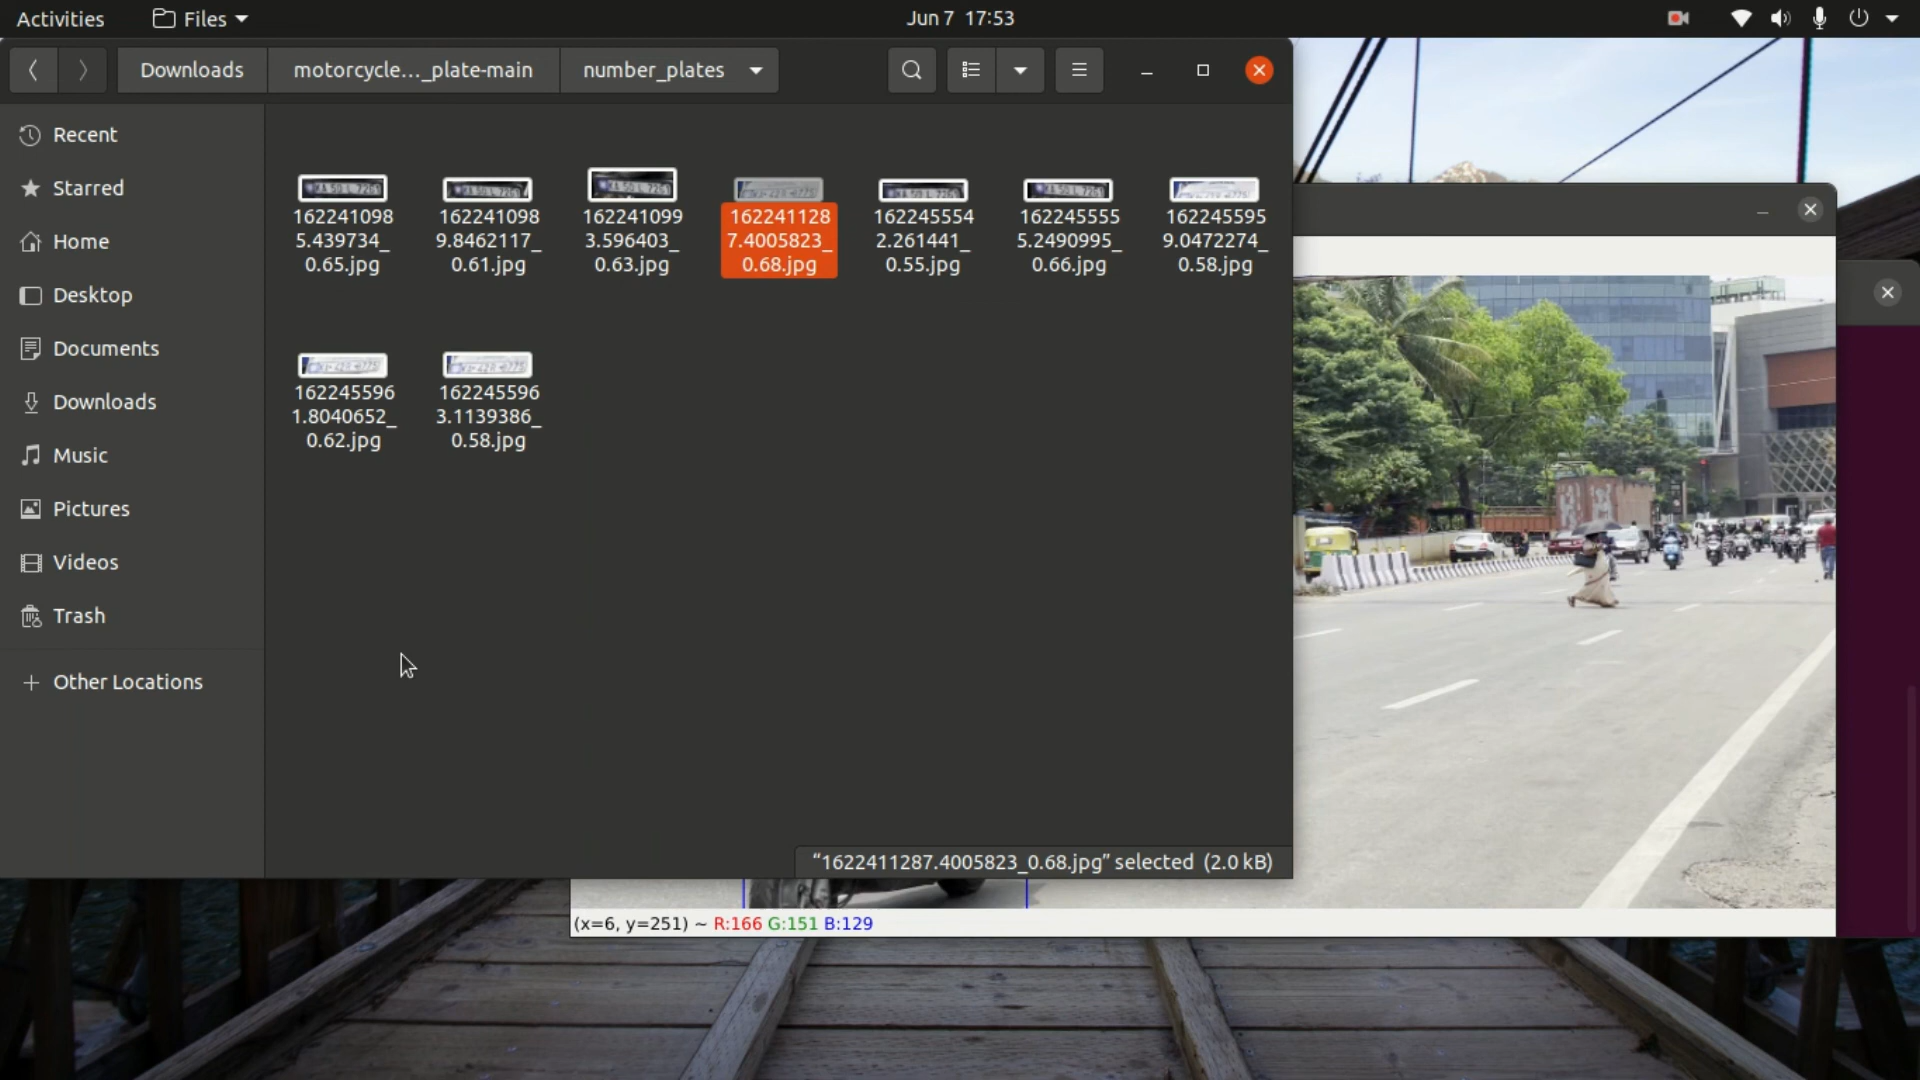 Activities
Files
Jun 7 17:53
Downloads
motorcycle..._plate-main
number_plates
Recent
Starred
Home
Desktop
Documents
Downloads
Music
Pictures
Videos
Trash
Other Locations
162241098
5.439734_
0.65.jpg
162241098
9.8462117_
0.61.jpg
162241099
3.596403_
0.63.jpg
162241128
7.4005823_
0.68.jpg
162245554
2.261441_
0.55.jpg
162245555
5.2490995_
0.66.jpg
162245595
9.0472274_
0.58.jpg
162245596
1.8040652_
0.62.jpg
162245596
3.1139386_
0.58.jpg
“1622411287.4005823_0.68.jpg” selected (2.0 kB)
(x=6, y=251) ~ R:166 G:151 B:129